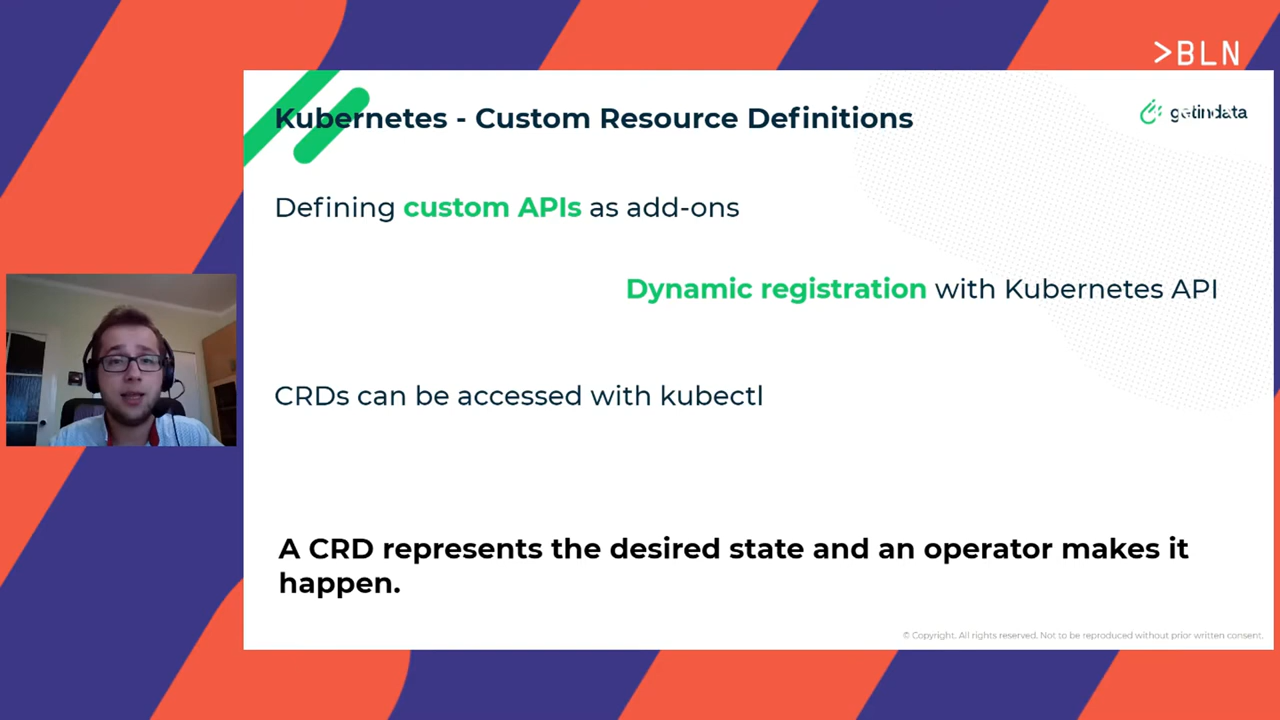 >BLN
Kubernetes - Custom Resource Definitions
getindata
Defining custom APIs as add-ons
Dynamic registration with Kubernetes API
CRDs can be accessed with kubectl
A CRD represents the desired state and an operator makes it
happen.
© Copyright. All rights reserved. Not to be reproduced without prior written consent.